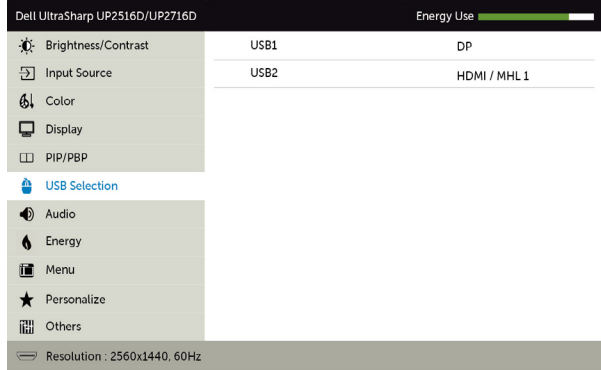 Dell UltraSharp UP2516D/UP2716D Energy Use
Brightness/Contrast USB1 DP
Input Source USB2 HDMI / MHL 1
Color
Display
PIP/PBP
USB Selection
Audio
Energy
Menu
Personalize
Others
Resolution : 2560x1440, 60Hz